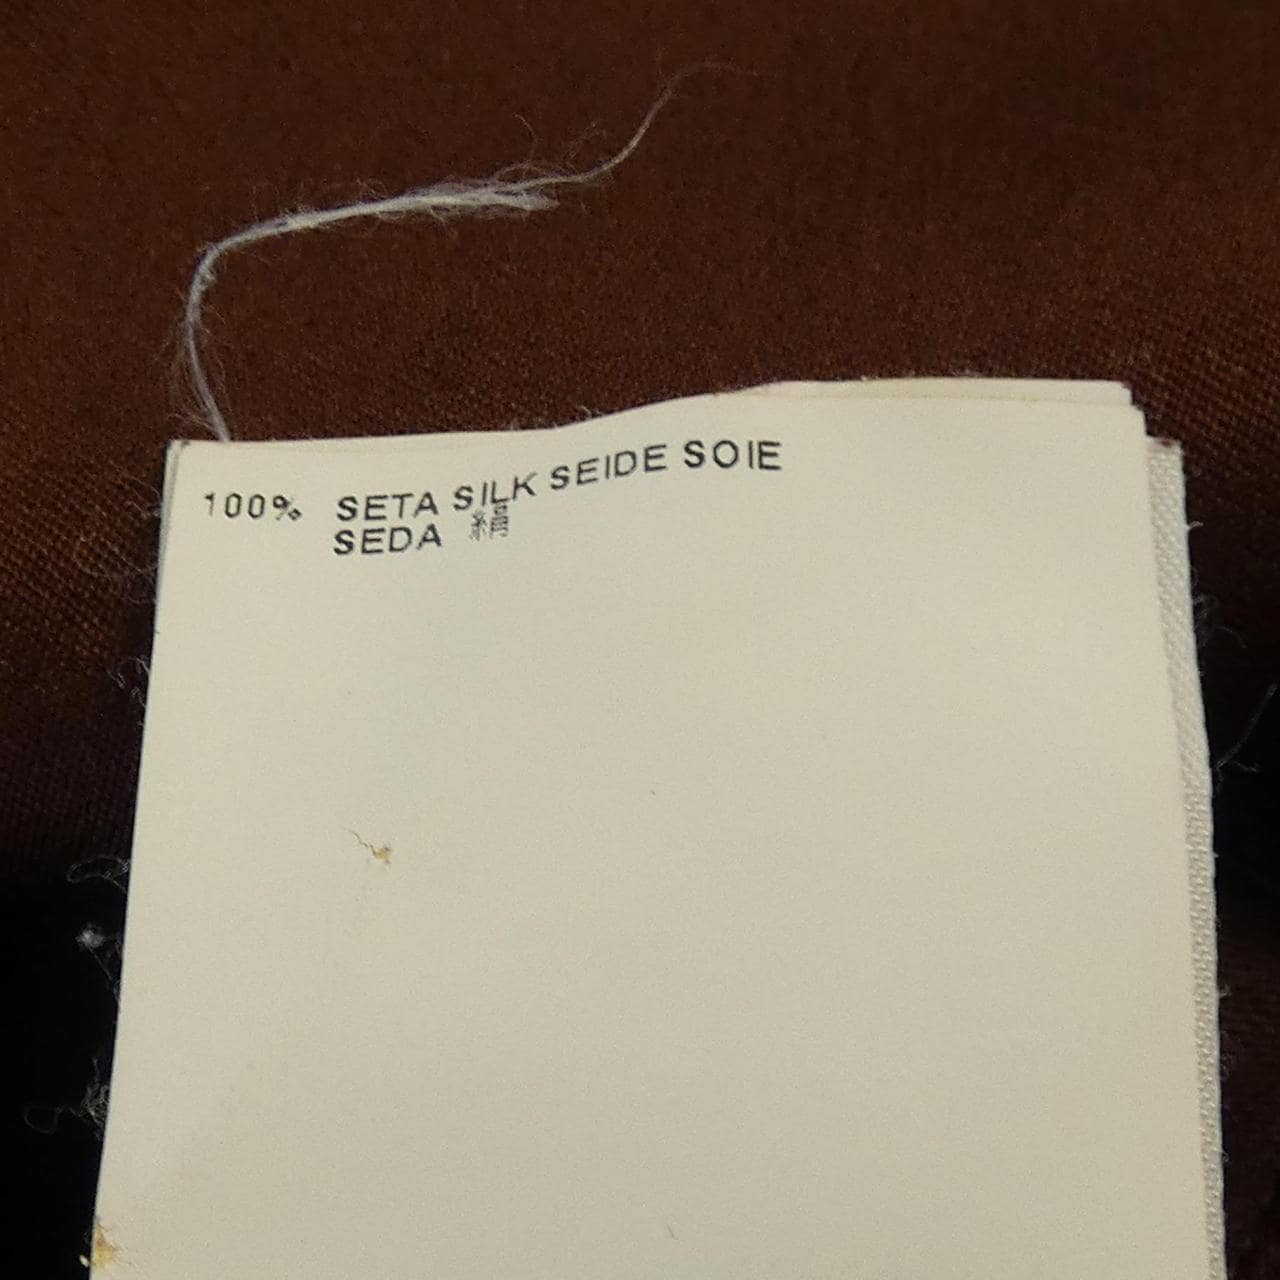 100% SETA SILK SEIDE SOIE
SEDA 絹